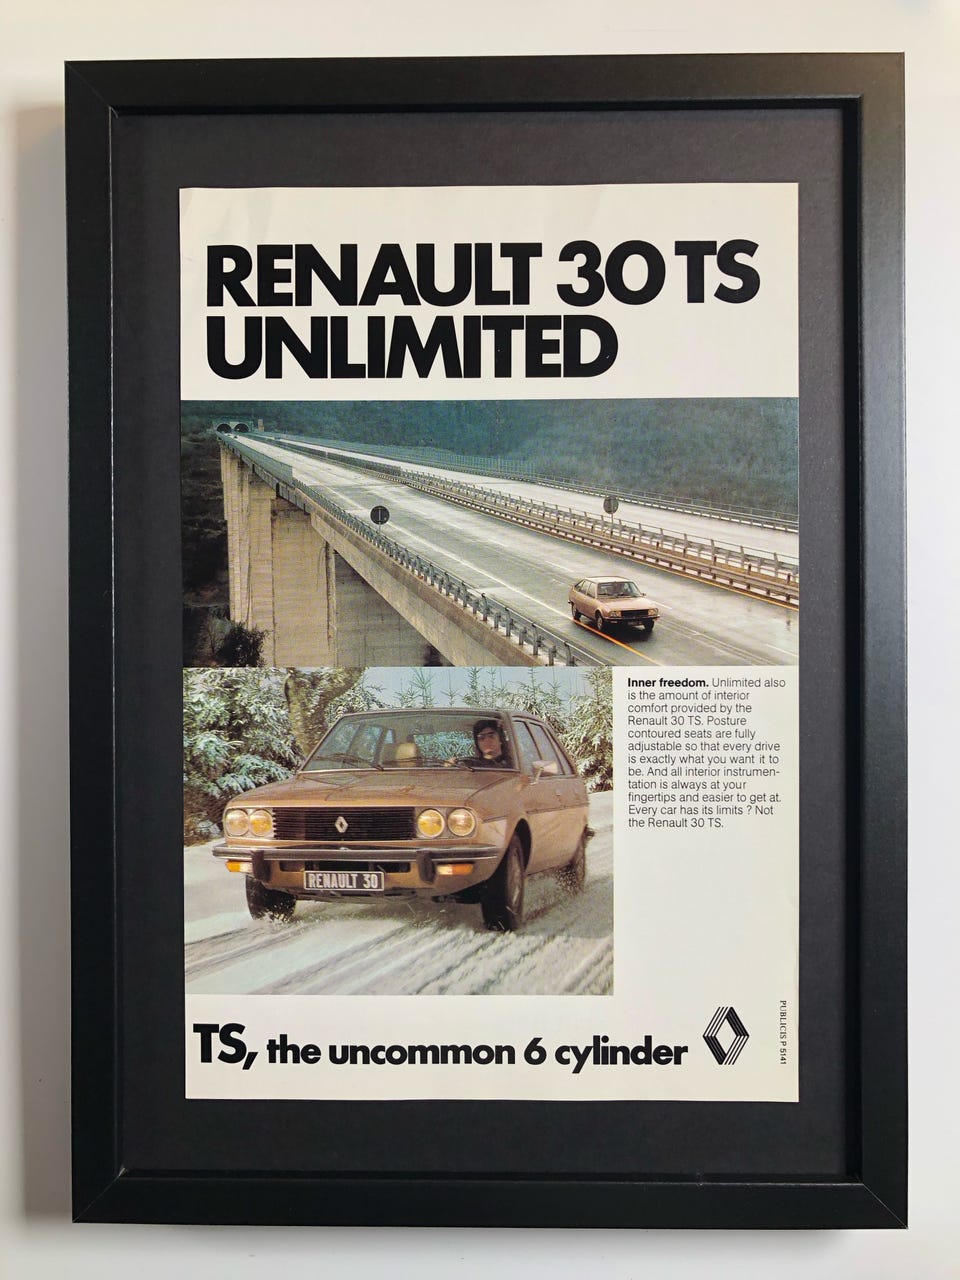 RENAULT 30 TS
UNLIMITED
Inner freedom. Unlimited also
is the amount of interior
comfort provided by the
Renault 30 TS. Posture
contoured seats are fully
adjustable so that every drive
is exactly what you want it to
be. And all interior instrumen-
tation is always at your
fingertips and easier to get at.
Every car has its limits ? Not
the Renault 30 TS.
RENAULT 30
TS, the uncommon 6 cylinder
PUBLICIS P 5141